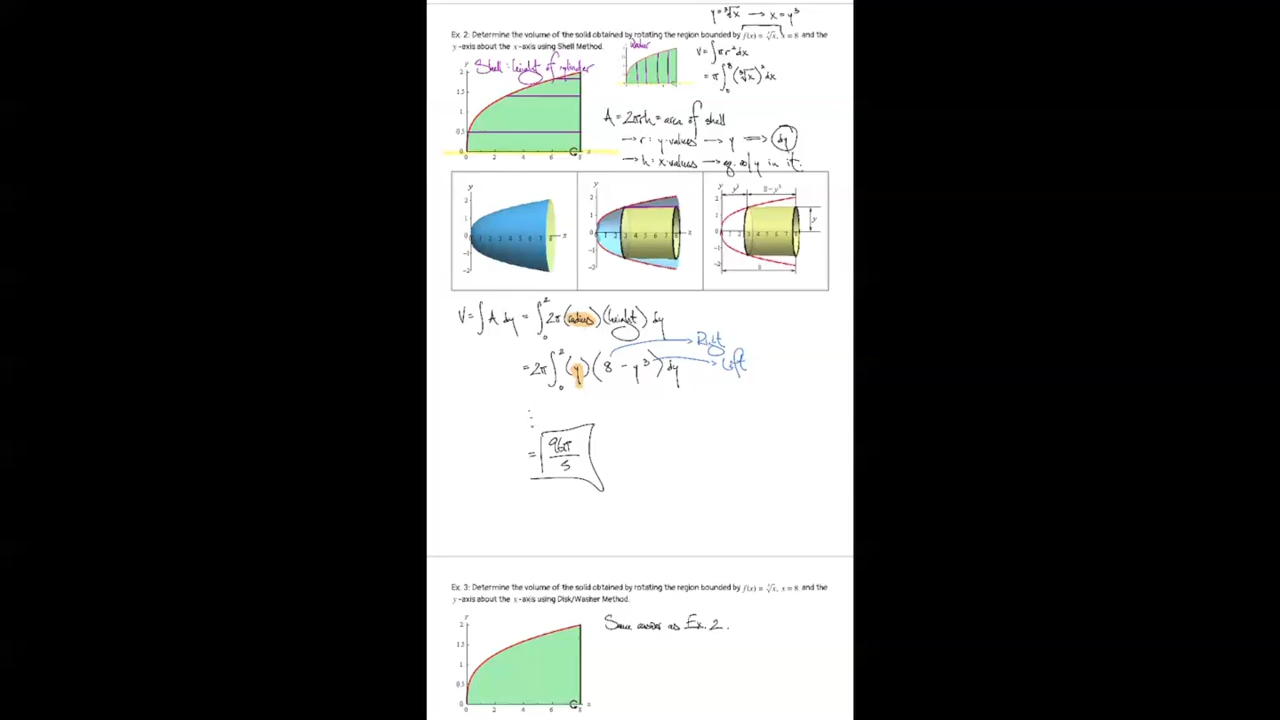 y = ∛x → x = y³
Ex. 2: Determine the volume of the solid obtained by rotating the region bounded by f(x) = ∛x, x = 8 and the
y-axis about the x-axis using Shell Method.
Shell: height of cylinder
Washer
V = ∫ πr² dx
= π ∫₀⁸ (∛x)² dx
A = 2πrh = area of shell
→ r: y-values → y ⟹ dy
→ h: x-values → eq. w/ y in it.
V = ∫ A dy = ∫₀² 2π (radius) (height) dy
= 2π ∫₀² (y) (8 − y³) dy
Right
Left
= 96π/5
Ex. 3: Determine the volume of the solid obtained by rotating the region bounded by f(x) = ∛x, x = 8 and the
y-axis about the x-axis using Disk/Washer Method.
Same answer as Ex. 2.